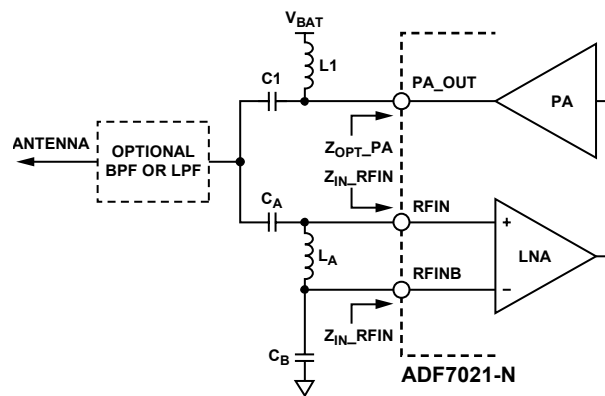 VBAT
L1
C1
PA_OUT
PA
ZOPT_PA
ANTENNA
OPTIONAL
BPF OR LPF
ZIN_RFIN
CA
RFIN
+
LA
LNA
RFINB
−
ZIN_RFIN
CB
ADF7021-N